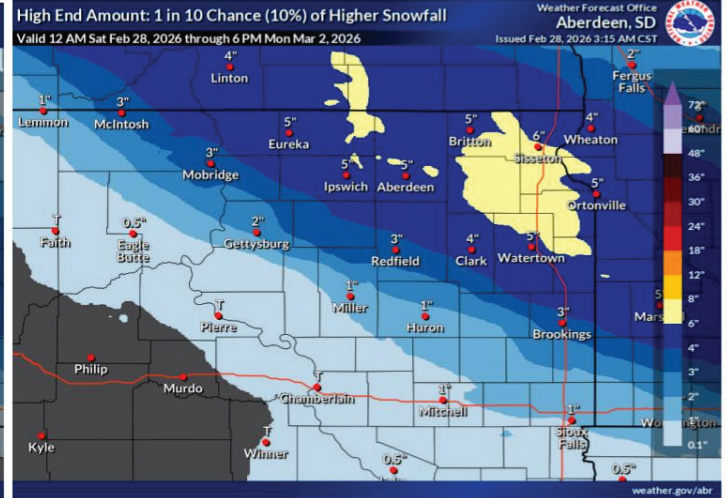 High End Amount: 1 in 10 Chance (10%) of Higher Snowfall
Valid 12 AM Sat Feb 28, 2026 through 6 PM Mon Mar 2, 2026
Weather Forecast Office
Aberdeen, SD
Issued Feb 28, 2026 3:15 AM CST
4"
Linton
2"
Fergus
Falls
1"
Lemmon
3"
McIntosh
5"
Eureka
5"
Britton
6"
Sisseton
4"
Wheaton
3"
Mobridge
5"
Ipswich
5"
Aberdeen
5"
Ortonville
T
Faith
0.5"
Eagle
Butte
2"
Gettysburg
3"
Redfield
4"
Clark
5"
Watertown
1"
Miller
T
Pierre
1"
Huron
3"
Brookings
5"
Philip
Murdo
T
Chamberlain
1"
Mitchell
1"
Sioux
Falls
Kyle
T
Winner
0.5"
0.5"
72"
60"
48"
36"
30"
24"
18"
12"
8"
6"
4"
3"
2"
1"
0.1"
weather.gov/abr